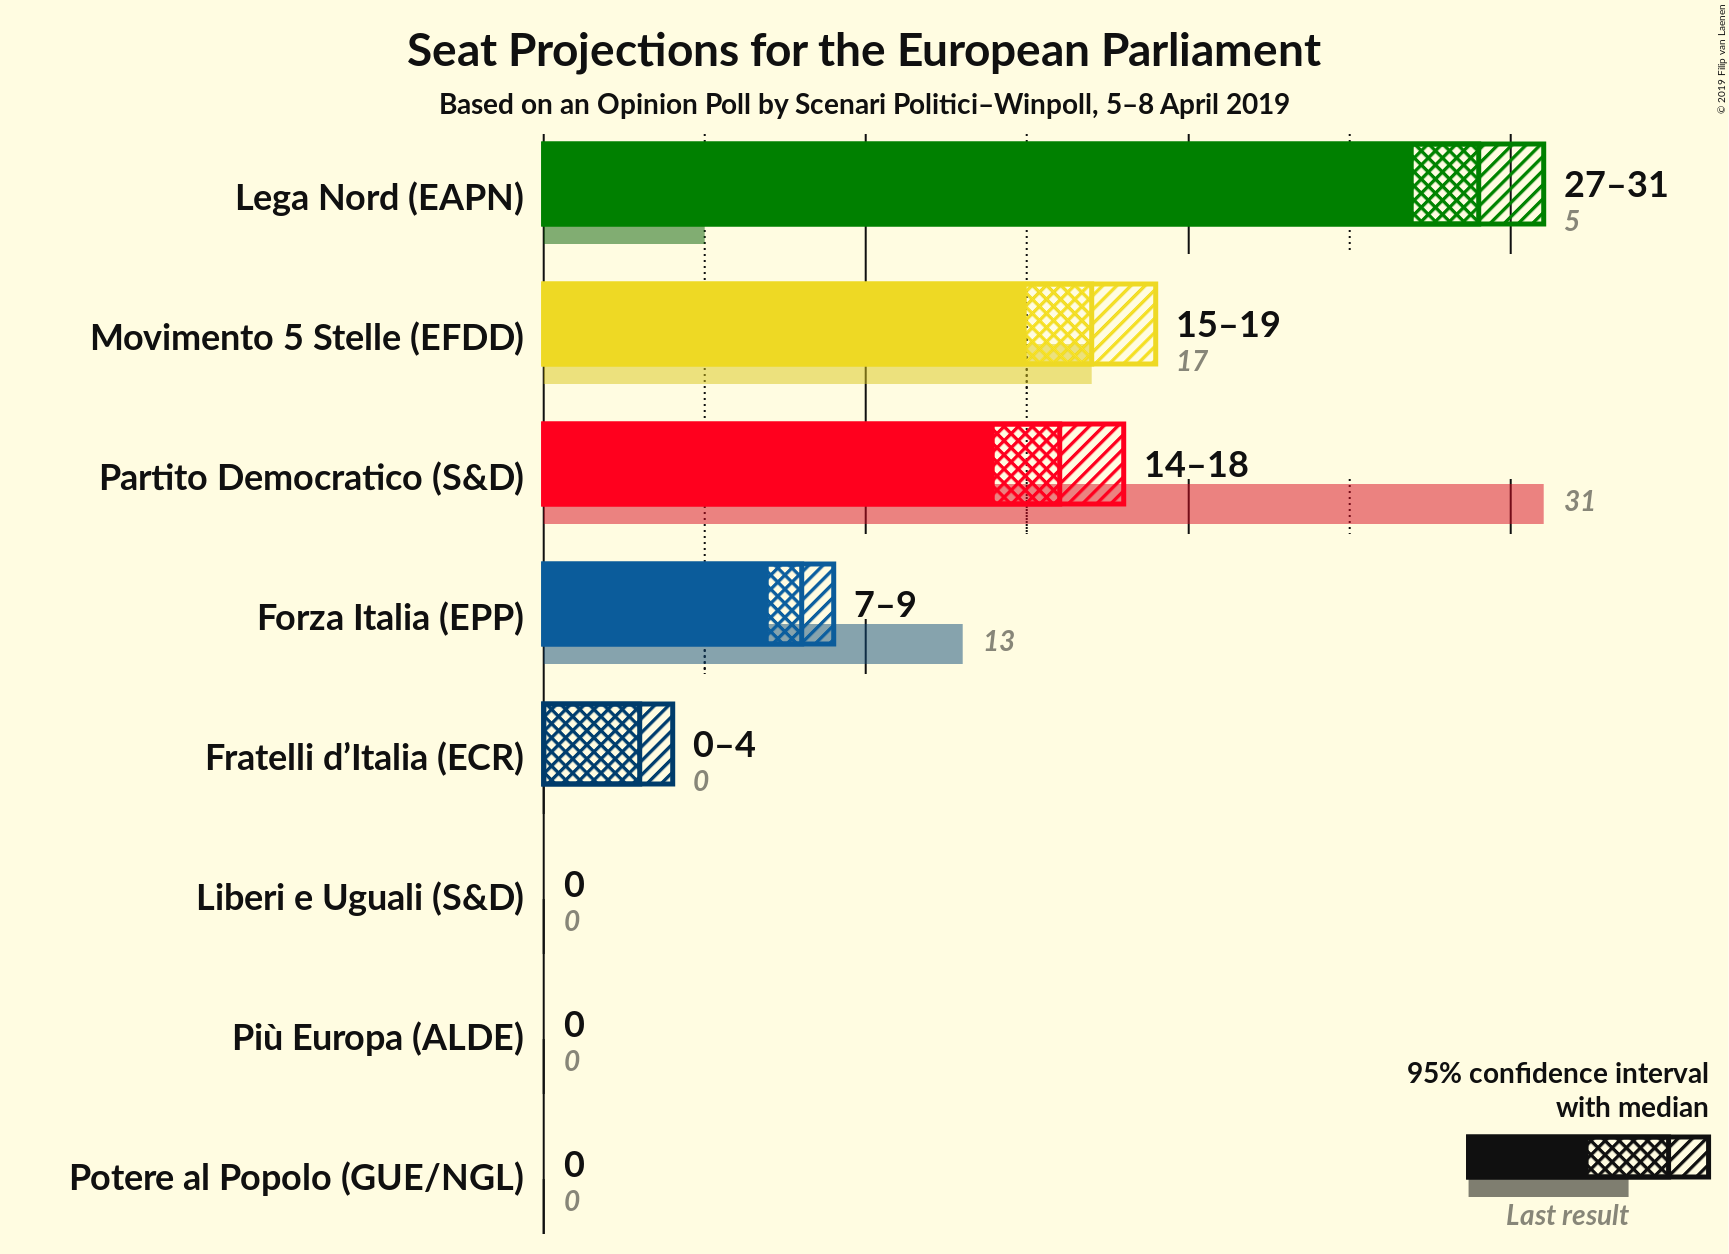 Seat Projections for the European Parliament
Based on an Opinion Poll by Scenari Politici–Winpoll, 5–8 April 2019
© 2019 Filip van Laenen
Lega Nord (EAPN)
27–31
5
Movimento 5 Stelle (EFDD)
15–19
17
Partito Democratico (S&D)
14–18
31
Forza Italia (EPP)
7–9
13
Fratelli d’Italia (ECR)
0–4
0
Liberi e Uguali (S&D)
0
0
Più Europa (ALDE)
0
0
Potere al Popolo (GUE/NGL)
0
0
95% confidence interval
with median
Last result